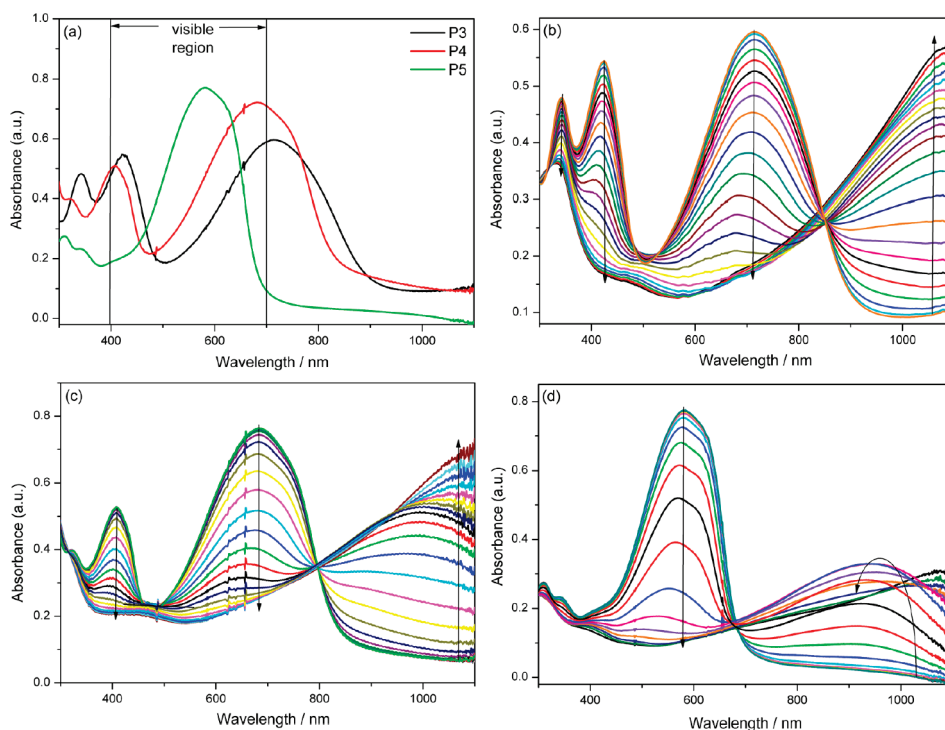 (a)
visible
region
P3
P4
P5
1.0
0.8
0.6
0.4
0.2
0.0
Absorbance (a.u.)
400 600 800 1000
Wavelength / nm
(b)
0.6
0.5
0.4
0.3
0.2
0.1
Absorbance (a.u.)
400 600 800 1000
Wavelength / nm
(c)
0.8
0.6
0.4
0.2
0.0
Absorbance (a.u.)
400 600 800 1000
Wavelength / nm
(d)
0.8
0.6
0.4
0.2
0.0
Absorbance (a.u.)
400 600 800 1000
Wavelength / nm